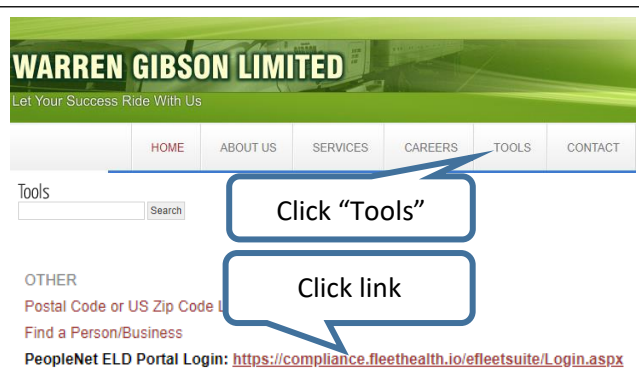 WARREN GIBSON LIMITED
Let Your Success Ride With Us
HOME ABOUT US SERVICES CAREERS TOOLS CONTACT
Tools
Search
Click “Tools”
OTHER
Click link
Postal Code or US Zip Code L
Find a Person/Business
PeopleNet ELD Portal Login: https://compliance.fleethealth.io/efleetsuite/Login.aspx